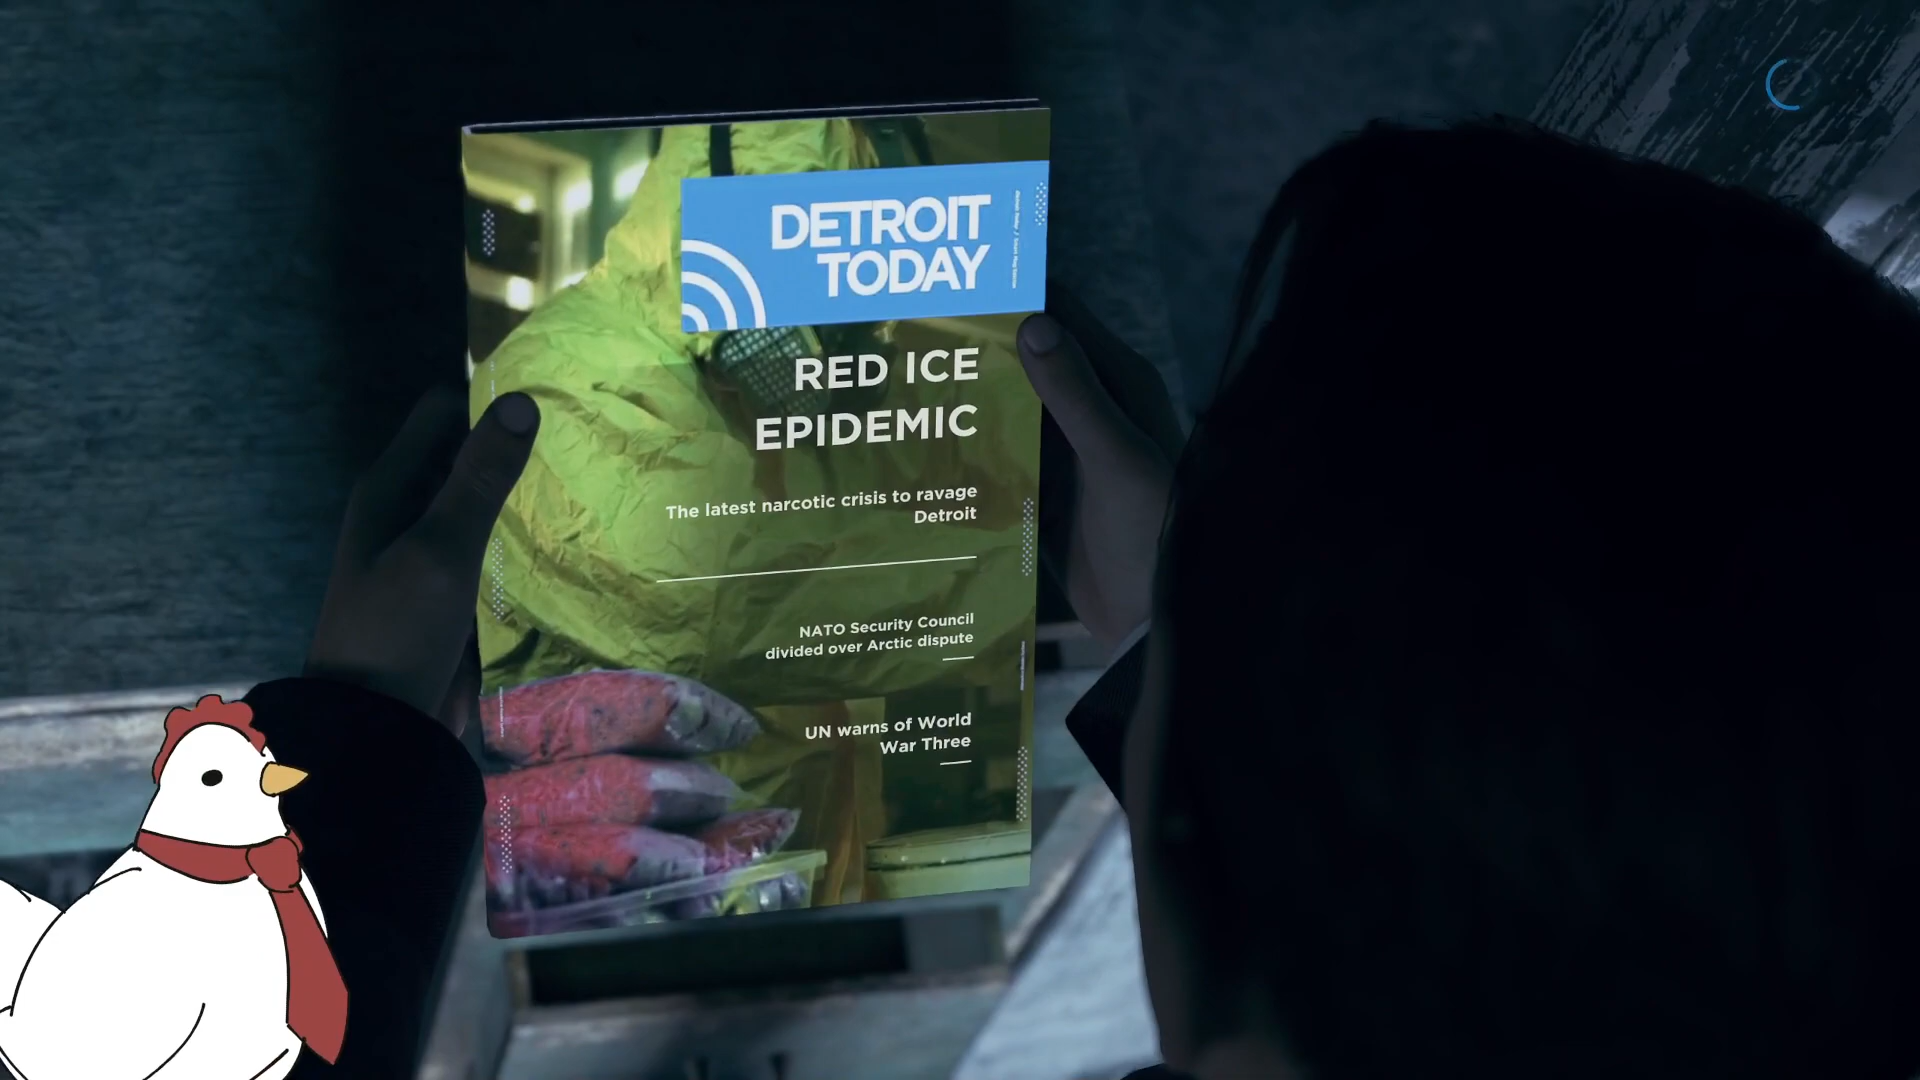 DETROIT
TODAY
RED ICE
EPIDEMIC
The latest narcotic crisis to ravage
Detroit
NATO Security Council
divided over Arctic dispute
UN warns of World
War Three